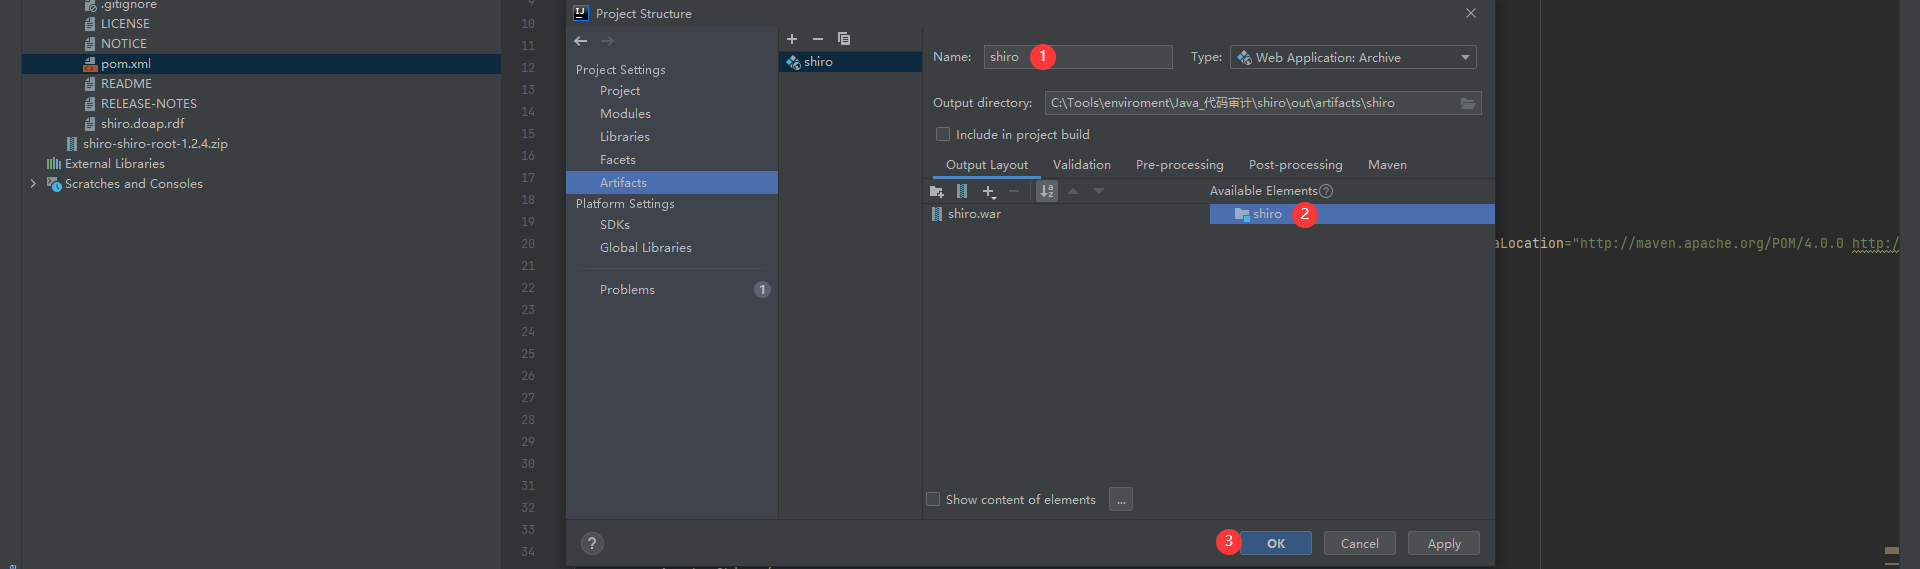 .gitignore
LICENSE
NOTICE
pom.xml
README
RELEASE-NOTES
shiro.doap.rdf
shiro-shiro-root-1.2.4.zip
External Libraries
Scratches and Consoles
9
10
11
12
13
14
15
16
17
18
19
20
21
22
23
24
25
26
27
28
29
30
31
32
33
34
Project Structure
Project Settings
Project
Modules
Libraries
Facets
Artifacts
Platform Settings
SDKs
Global Libraries
Problems 1
shiro
Name: shiro 1 Type: Web Application: Archive
Output directory: C:\Tools\enviroment\Java_代码审计\shiro\out\artifacts\shiro
Include in project build
Output Layout Validation Pre-processing Post-processing Maven
Available Elements ?
shiro.war shiro 2
Show content of elements ...
? 3 OK Cancel Apply
aLocation="http://maven.apache.org/POM/4.0.0 http:/